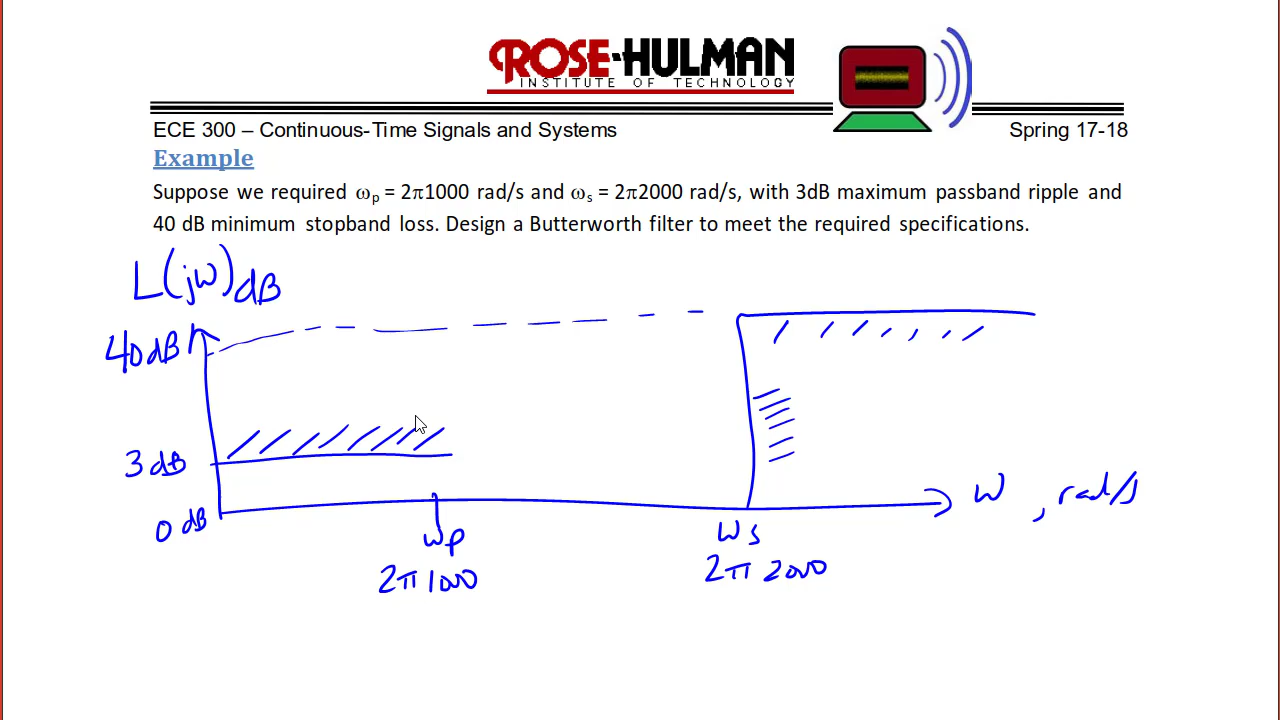 ROSE-HULMAN
INSTITUTE OF TECHNOLOGY
ECE 300 – Continuous-Time Signals and Systems Spring 17-18
Example
Suppose we required ωp = 2π1000 rad/s and ωs = 2π2000 rad/s, with 3dB maximum passband ripple and
40 dB minimum stopband loss. Design a Butterworth filter to meet the required specifications.
L(jω)dB
40dB
3dB
0dB
ω, rad/s
ωp
ωs
2π1000
2π2000